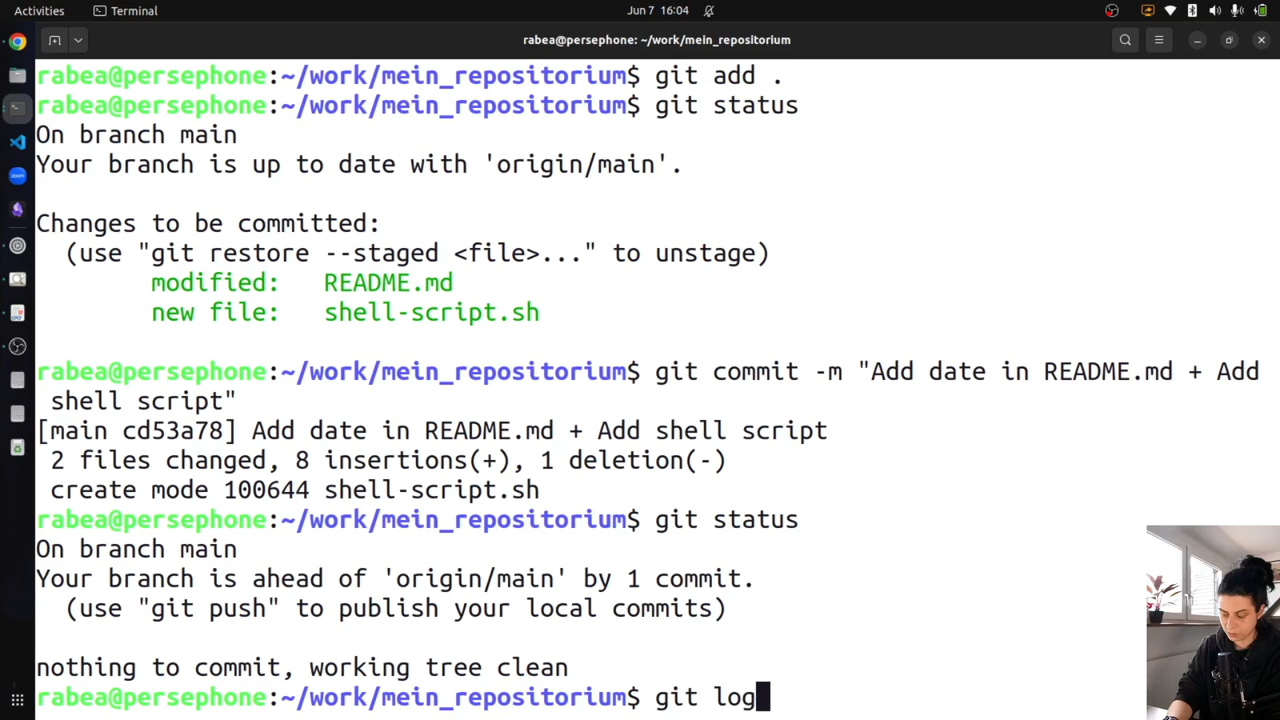 Activities
Terminal
Jun 7 16:04
rabea@persephone: ~/work/mein_repositorium
rabea@persephone:~/work/mein_repositorium$ git add .
rabea@persephone:~/work/mein_repositorium$ git status
On branch main
Your branch is up to date with 'origin/main'.
Changes to be committed:
  (use "git restore --staged <file>..." to unstage)
        modified:   README.md
        new file:   shell-script.sh
rabea@persephone:~/work/mein_repositorium$ git commit -m "Add date in README.md + Add
 shell script"
[main cd53a78] Add date in README.md + Add shell script
 2 files changed, 8 insertions(+), 1 deletion(-)
 create mode 100644 shell-script.sh
rabea@persephone:~/work/mein_repositorium$ git status
On branch main
Your branch is ahead of 'origin/main' by 1 commit.
  (use "git push" to publish your local commits)
nothing to commit, working tree clean
rabea@persephone:~/work/mein_repositorium$ git log
zoom